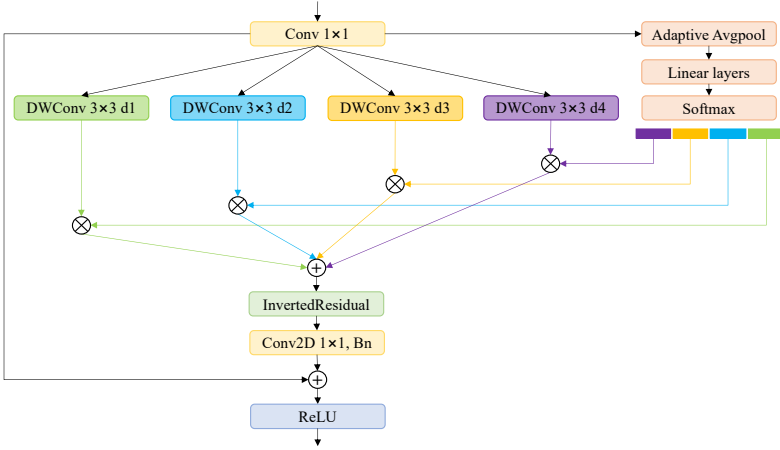 Conv 1×1
Adaptive Avgpool
Linear layers
DWConv 3×3 d1
DWConv 3×3 d2
DWConv 3×3 d3
DWConv 3×3 d4
Softmax
InvertedResidual
Conv2D 1×1, Bn
ReLU